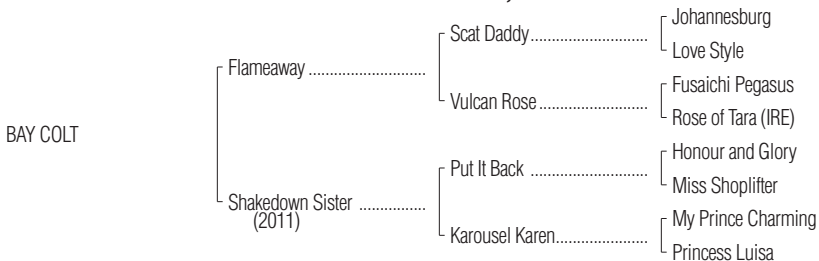 Johannesburg
Scat Daddy
Love Style
Flameaway
Fusaichi Pegasus
Vulcan Rose
Rose of Tara (IRE)
BAY COLT
Honour and Glory
Put It Back
Miss Shoplifter
Shakedown Sister
(2011)
My Prince Charming
Karousel Karen
Princess Luisa